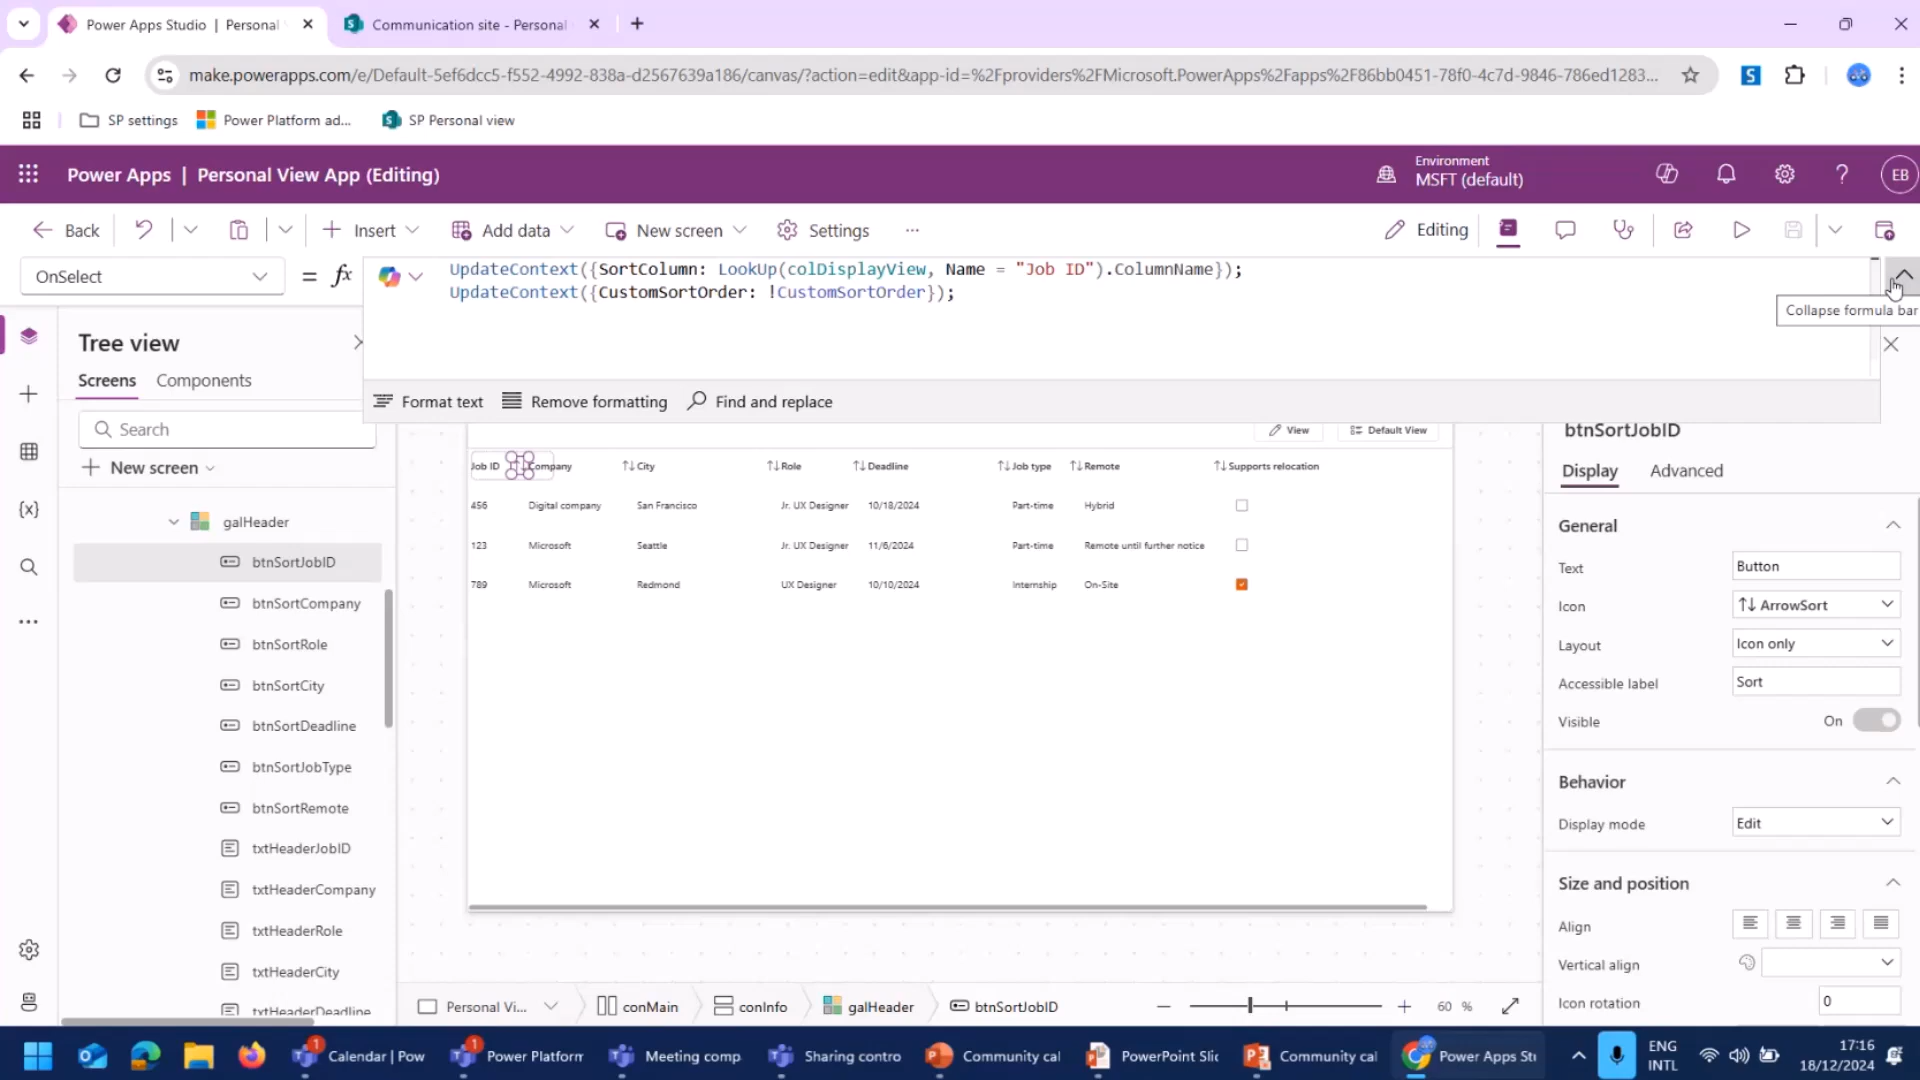 Power Apps Studio | Personal
Communication site - Personal
make.powerapps.com/e/Default-5ef6dcc5-f552-4992-838a-d2567639a186/canvas/?action=edit&app-id=%2Fproviders%2FMicrosoft.PowerApps%2Fapps%2F86bb0451-78f0-4c7d-9846-786ed1283...
SP settings
Power Platform ad...
SP Personal view
Power Apps | Personal View App (Editing)
Environment
MSFT (default)
EB
Back
Insert
Add data
New screen
Settings
...
Editing
OnSelect
= fx
UpdateContext({SortColumn: LookUp(colDisplayView, Name = "Job ID").ColumnName});
UpdateContext({CustomSortOrder: !CustomSortOrder});
Collapse formula bar
Format text
Remove formatting
Find and replace
Tree view
Screens
Components
Search
New screen
galHeader
btnSortJobID
btnSortCompany
btnSortRole
btnSortCity
btnSortDeadline
btnSortJobType
btnSortRemote
txtHeaderJobID
txtHeaderCompany
txtHeaderRole
txtHeaderCity
txtHeaderDeadline
View
Default View
Job ID Company City Role Deadline Job type Remote Supports relocation
456 Digital company San Francisco Jr. UX Designer 10/18/2024 Part-time Hybrid
123 Microsoft Seattle Jr. UX Designer 11/6/2024 Part-time Remote until further notice
789 Microsoft Redmond UX Designer 10/10/2024 Internship On-Site
btnSortJobID
Display
Advanced
General
Text Button
Icon ArrowSort
Layout Icon only
Accessible label Sort
Visible On
Behavior
Display mode Edit
Size and position
Align
Vertical align
Icon rotation 0
Personal Vi...
conMain
conInfo
galHeader
btnSortJobID
60 %
1
Calendar | Pow
1
Power Platform
Meeting comp
Sharing contro
Community cal
PowerPoint Slic
Community cal
Power Apps Stu
ENG
INTL
17:16
18/12/2024